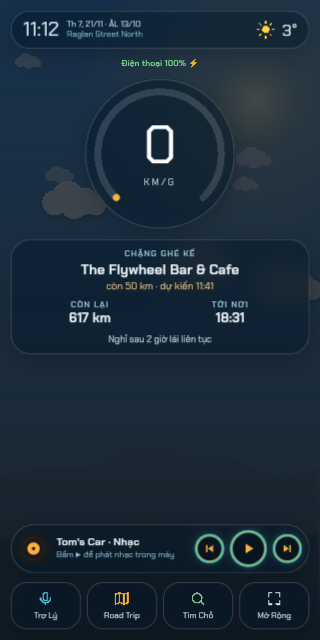 11:12
Th 7, 21/11 · ÂL 13/10
Raglan Street North
3°
Điện thoại 100% ⚡
0
KM/G
CHẶNG GHÉ KẾ
The Flywheel Bar & Cafe
còn 50 km · dự kiến 11:41
CÒN LẠI
617 km
TỚI NƠI
18:31
Nghỉ sau 2 giờ lái liên tục
Tom's Car · Nhạc
Bấm ▶ để phát nhạc trong máy
Trợ Lý
Road Trip
Tìm Chỗ
Mở Rộng